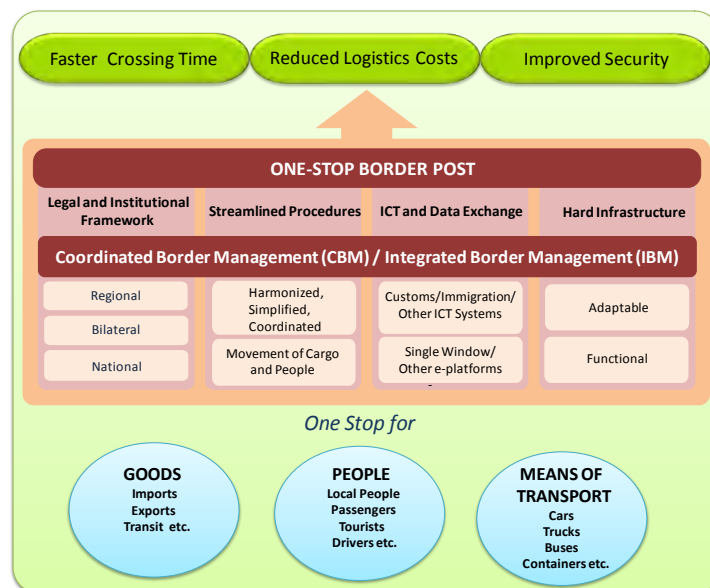 Faster Crossing Time
Reduced Logistics Costs
Improved Security
ONE-STOP BORDER POST
Legal and Institutional
Framework
Streamlined Procedures
ICT and Data Exchange
Hard Infrastructure
Coordinated Border Management (CBM) / Integrated Border Management (IBM)
Regional
Bilateral
National
Harmonized,
Simplified,
Coordinated
Movement of Cargo
and People
Customs/Immigration/
Other ICT Systems
Single Window/
Other e-platforms
Adaptable
Functional
One Stop for
GOODS
Imports
Exports
Transit etc.
PEOPLE
Local People
Passengers
Tourists
Drivers etc.
MEANS OF
TRANSPORT
Cars
Trucks
Buses
Containers etc.